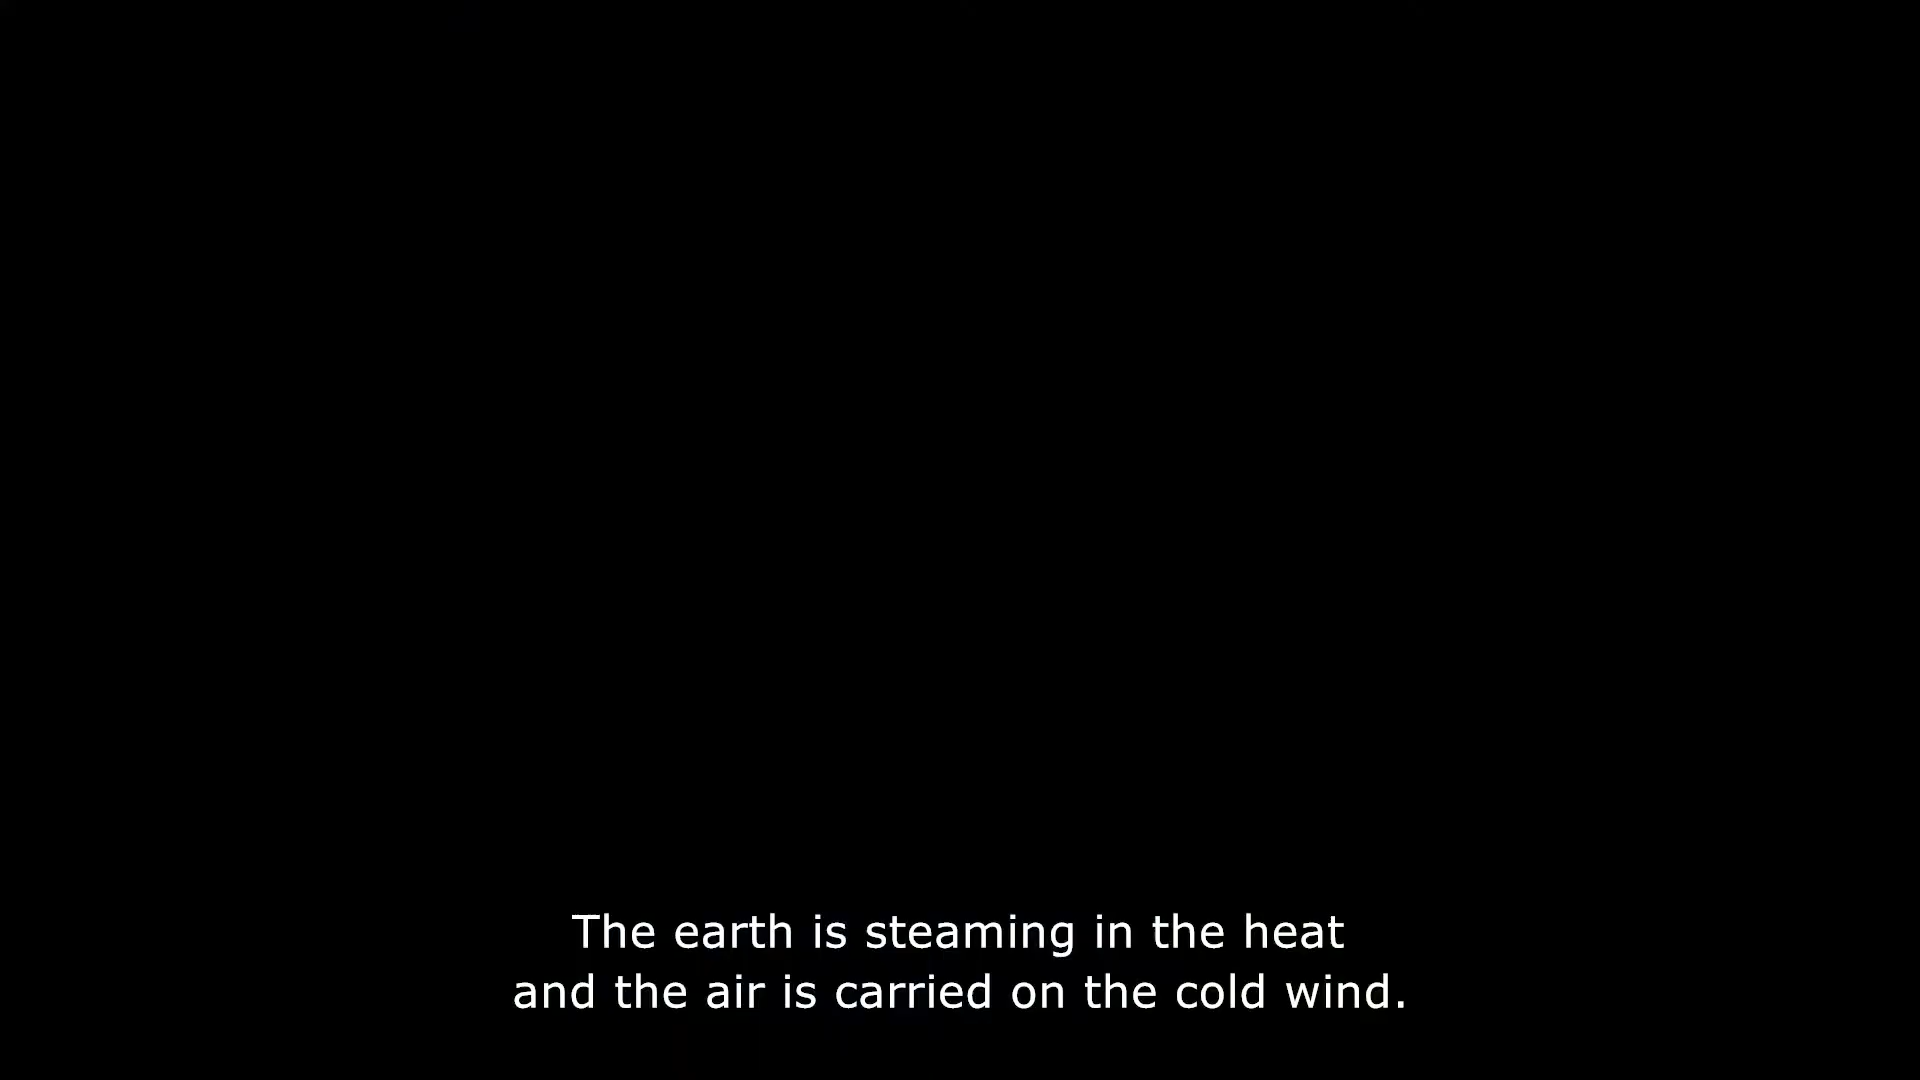 The earth is steaming in the heat
and the air is carried on the cold wind.